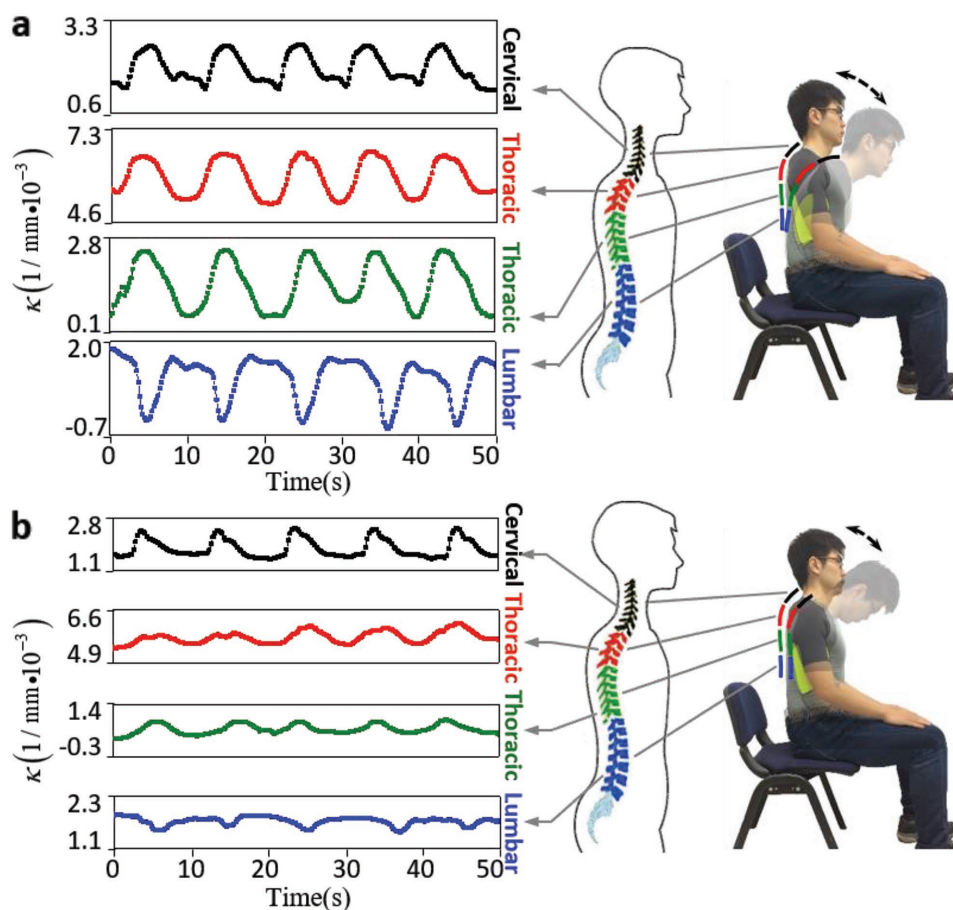 a
3.3
0.6
Cervical
7.3
4.6
Thoracic
2.8
0.1
Thoracic
2.0
-0.7
Lumbar
κ(1/mm•10⁻³)
0 10 20 30 40 50
Time(s)
b
2.8
1.1
Cervical
6.6
4.9
Thoracic
1.4
-0.3
Thoracic
2.3
1.1
Lumbar
κ(1/mm•10⁻³)
0 10 20 30 40 50
Time(s)